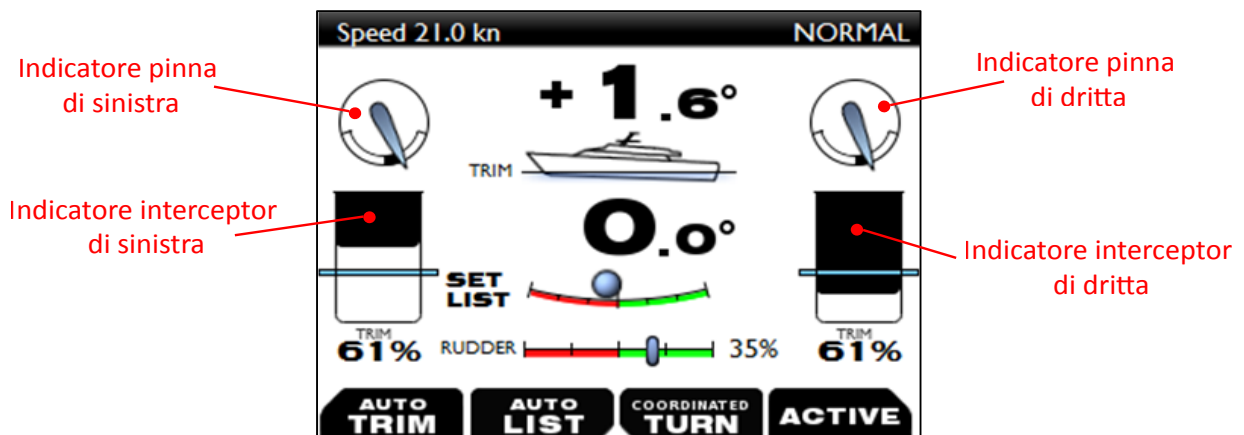 Speed 21.0 kn
NORMAL
Indicatore pinna
di sinistra
+1.6°
Indicatore pinna
di dritta
TRIM
Indicatore interceptor
di sinistra
0.0°
Indicatore interceptor
di dritta
SET
LIST
TRIM
61%
RUDDER
35%
TRIM
61%
AUTO
TRIM
AUTO
LIST
COORDINATED
TURN
ACTIVE